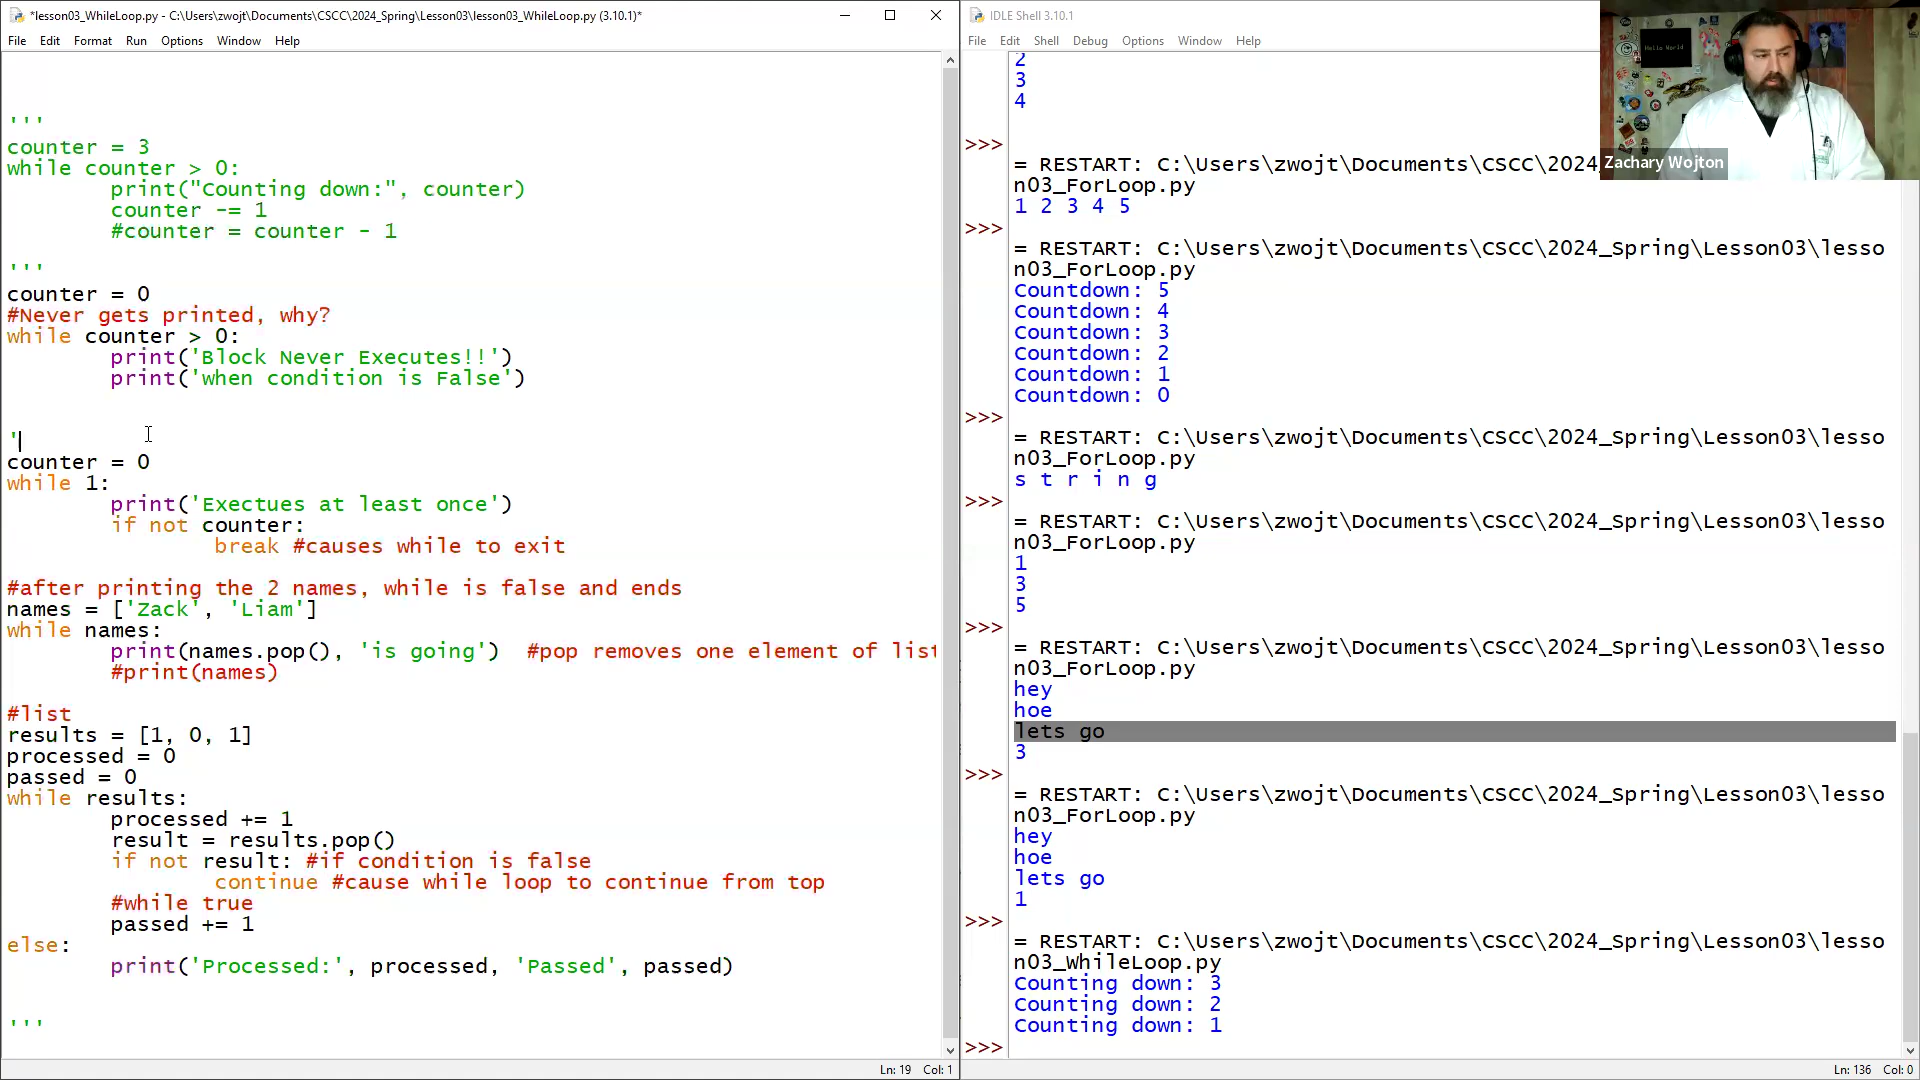 *lesson03_WhileLoop.py - C:\Users\zwojt\Documents\CSCC\2024_Spring\Lesson03\lesson03_WhileLoop.py (3.10.1)*
File Edit Format Run Options Window Help
'''
counter = 3
while counter > 0:
        print("Counting down:", counter)
        counter -= 1
        #counter = counter - 1
'''
counter = 0
#Never gets printed, why?
while counter > 0:
        print('Block Never Executes!!')
        print('when condition is False')
'
counter = 0
while 1:
        print('Exectues at least once')
        if not counter:
                break #causes while to exit
#after printing the 2 names, while is false and ends
names = ['Zack', 'Liam']
while names:
        print(names.pop(), 'is going')  #pop removes one element of list
        #print(names)
#list
results = [1, 0, 1]
processed = 0
passed = 0
while results:
        processed += 1
        result = results.pop()
        if not result: #if condition is false
                continue #cause while loop to continue from top
        #while true
        passed += 1
else:
        print('Processed:', processed, 'Passed', passed)
'''
Ln: 19 Col: 1
IDLE Shell 3.10.1
File Edit Shell Debug Options Window Help
2
3
4
>>>
= RESTART: C:\Users\zwojt\Documents\CSCC\2024_
n03_ForLoop.py
1 2 3 4 5
>>>
= RESTART: C:\Users\zwojt\Documents\CSCC\2024_Spring\Lesson03\lesso
n03_ForLoop.py
Countdown: 5
Countdown: 4
Countdown: 3
Countdown: 2
Countdown: 1
Countdown: 0
>>>
= RESTART: C:\Users\zwojt\Documents\CSCC\2024_Spring\Lesson03\lesso
n03_ForLoop.py
s t r i n g
>>>
= RESTART: C:\Users\zwojt\Documents\CSCC\2024_Spring\Lesson03\lesso
n03_ForLoop.py
1
3
5
>>>
= RESTART: C:\Users\zwojt\Documents\CSCC\2024_Spring\Lesson03\lesso
n03_ForLoop.py
hey
hoe
lets go
3
>>>
= RESTART: C:\Users\zwojt\Documents\CSCC\2024_Spring\Lesson03\lesso
n03_ForLoop.py
hey
hoe
lets go
1
>>>
= RESTART: C:\Users\zwojt\Documents\CSCC\2024_Spring\Lesson03\lesso
n03_WhileLoop.py
Counting down: 3
Counting down: 2
Counting down: 1
>>>
Ln: 136 Col: 0
Hello World
Zachary Wojton